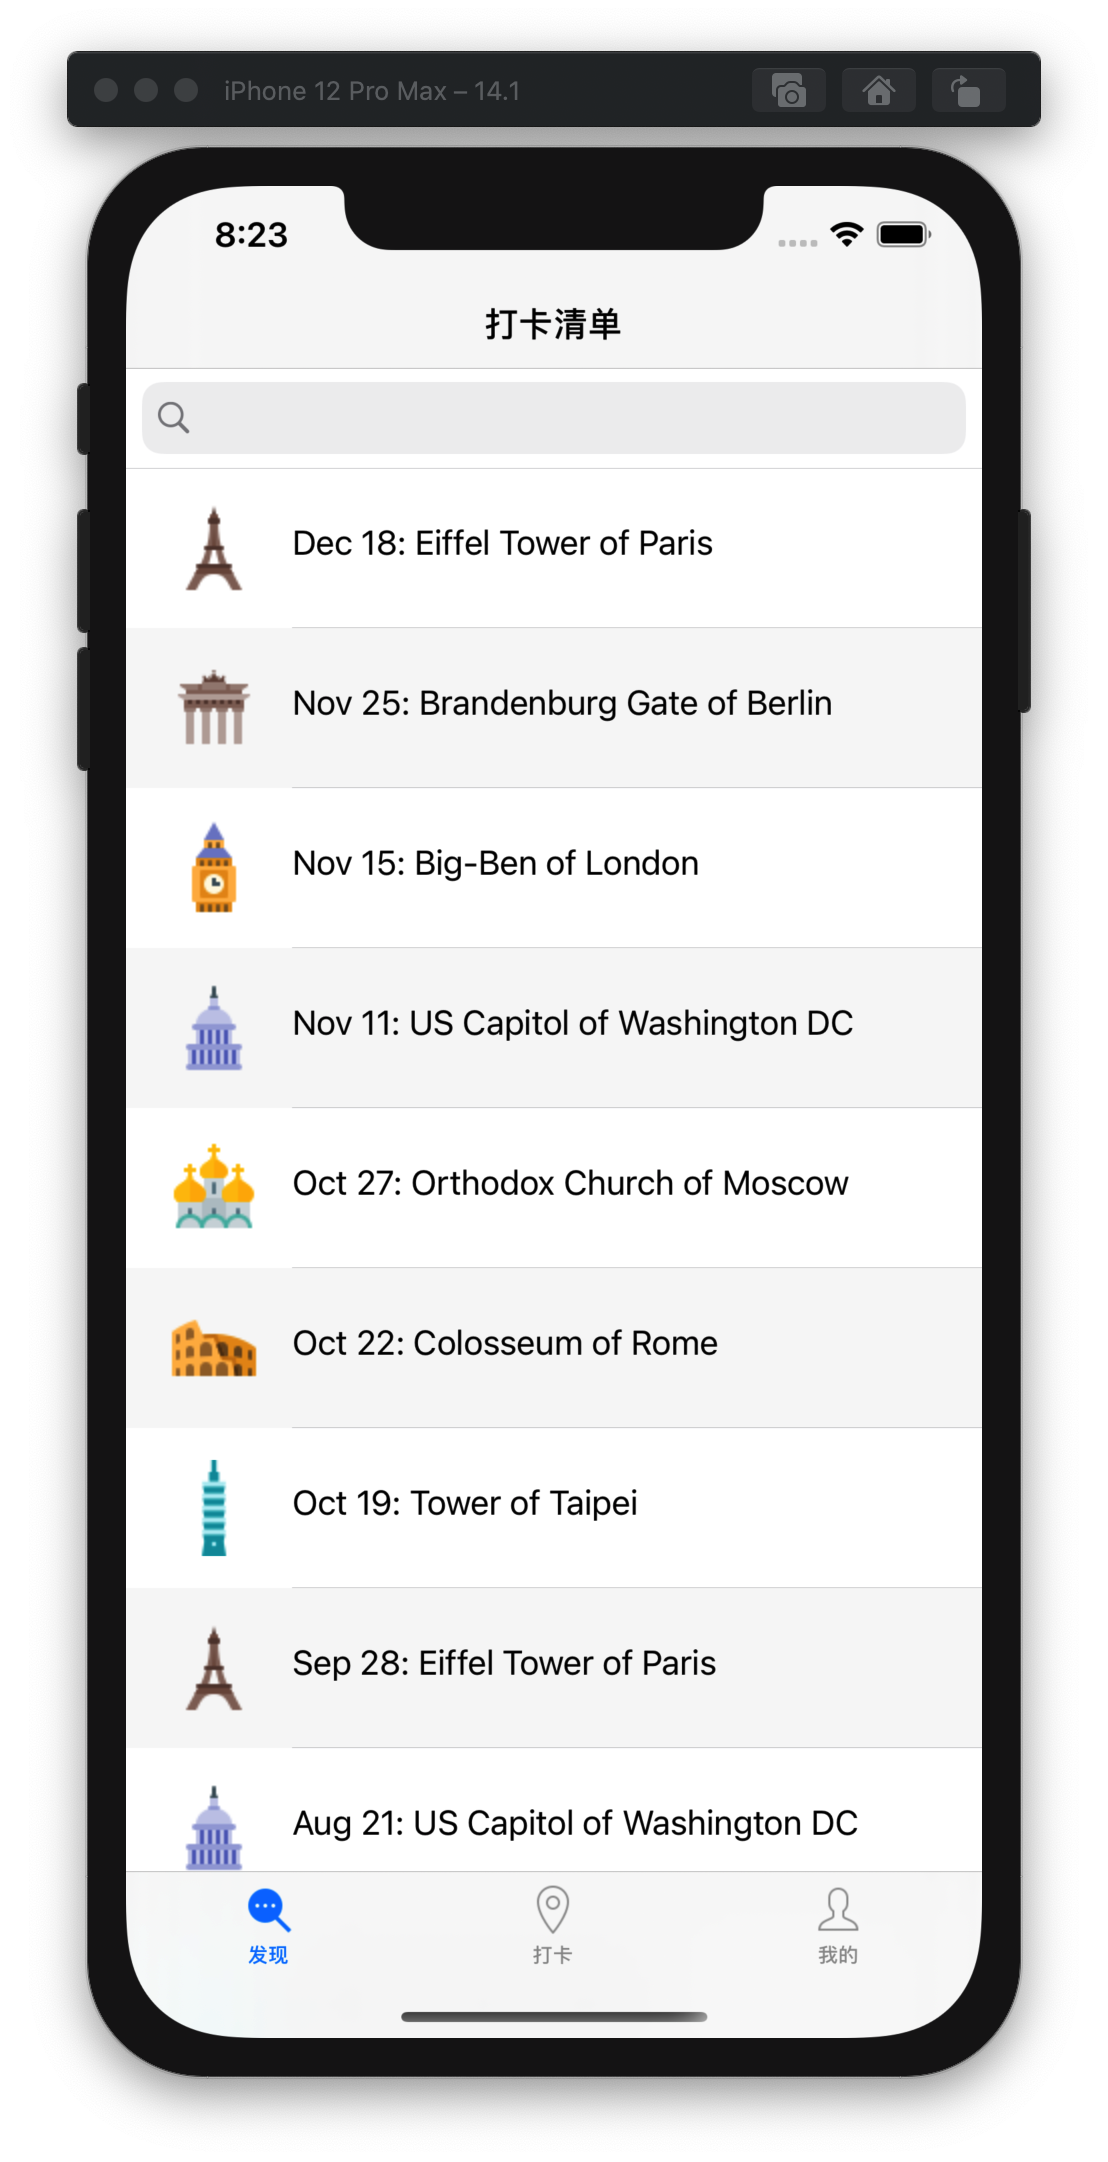 iPhone 12 Pro Max – 14.1
8:23
打卡清单
Dec 18: Eiffel Tower of Paris
Nov 25: Brandenburg Gate of Berlin
Nov 15: Big-Ben of London
Nov 11: US Capitol of Washington DC
Oct 27: Orthodox Church of Moscow
Oct 22: Colosseum of Rome
Oct 19: Tower of Taipei
Sep 28: Eiffel Tower of Paris
Aug 21: US Capitol of Washington DC
发现
打卡
我的